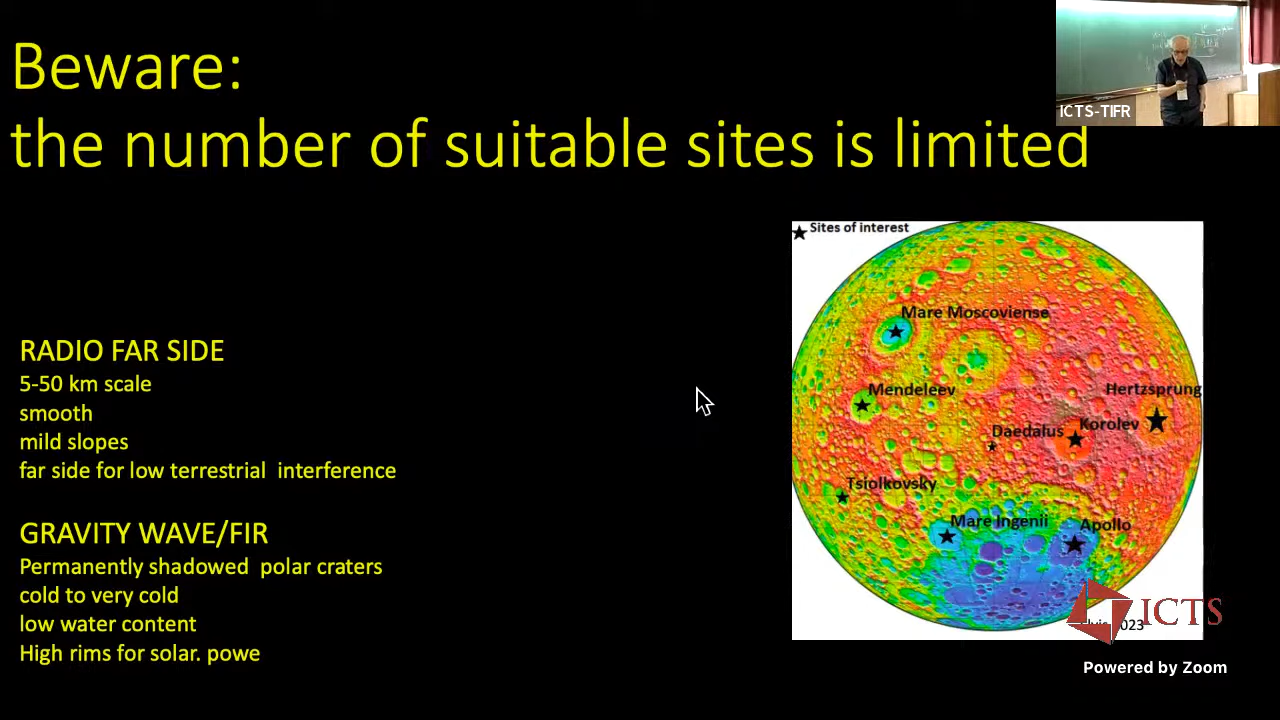 Beware:
the number of suitable sites is limited
ICTS-TIFR
Sites of interest
Mare Moscoviense
Mendeleev
Hertzsprung
Daedalus
Korolev
Tsiolkovsky
Mare Ingenii
Apollo
RADIO FAR SIDE
5-50 km scale
smooth
mild slopes
far side for low terrestrial interference
GRAVITY WAVE/FIR
Permanently shadowed polar craters
cold to very cold
low water content
High rims for solar. powe
ICTS
2023
Powered by Zoom